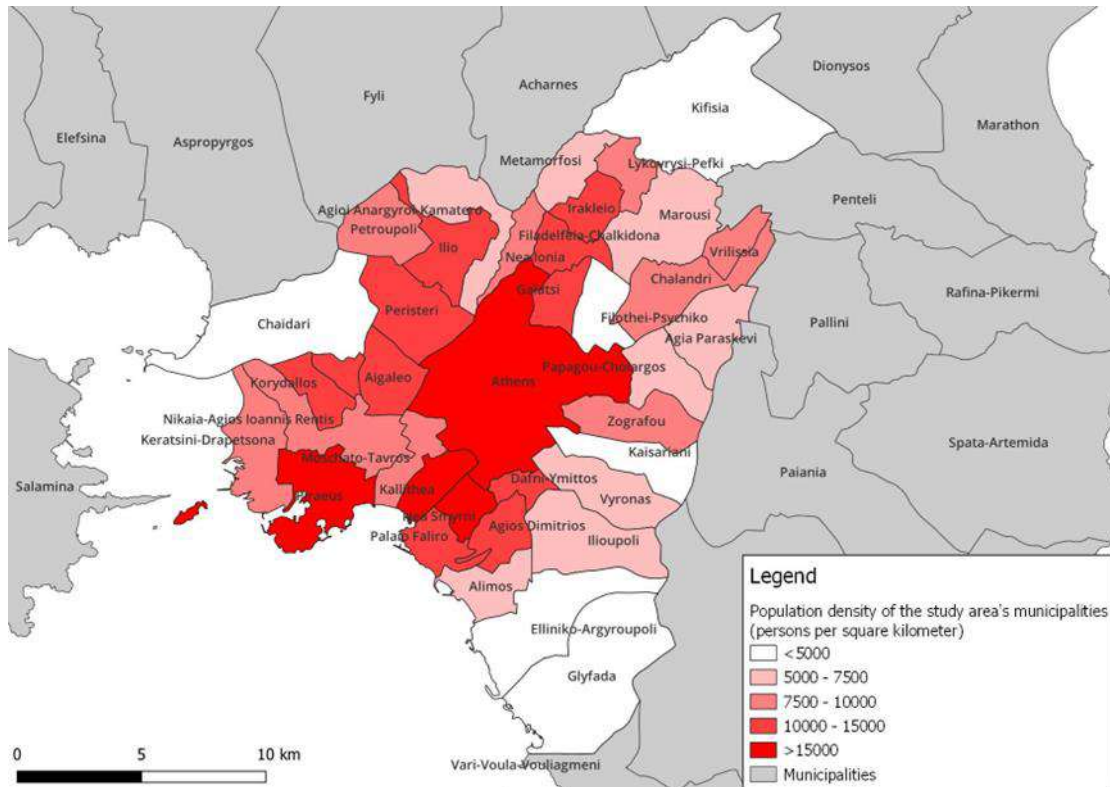 Dionysos
Acharnes
Fyli
Kifisia
Marathon
Elefsina
Aspropyrgos
Metamorfosi
Lykovrysi-Pefki
Penteli
Agioi Anargyroi-Kamatero
Irakleio
Marousi
Petroupoli
Filadelfeia-Chalkidona
Ilio
Nea Ionia
Vrilissia
Chalandri
Galatsi
Rafina-Pikermi
Peristeri
Filothei-Psychiko
Pallini
Chaidari
Agia Paraskevi
Papagou-Cholargos
Athens
Aigaleo
Korydallos
Nikaia-Agios Ioannis Rentis
Zografou
Keratsini-Drapetsona
Spata-Artemida
Kaisariani
Moschato-Tavros
Paiania
Dafni-Ymittos
Salamina
Kallithea
Piraeus
Vyronas
Nea Smyrni
Agios Dimitrios
Palaio Faliro
Ilioupoli
Alimos
Elliniko-Argyroupoli
Glyfada
Vari-Voula-Vouliagmeni
0 5 10 km
Legend
Population density of the study area's municipalities
(persons per square kilometer)
<5000
5000 - 7500
7500 - 10000
10000 - 15000
>15000
Municipalities